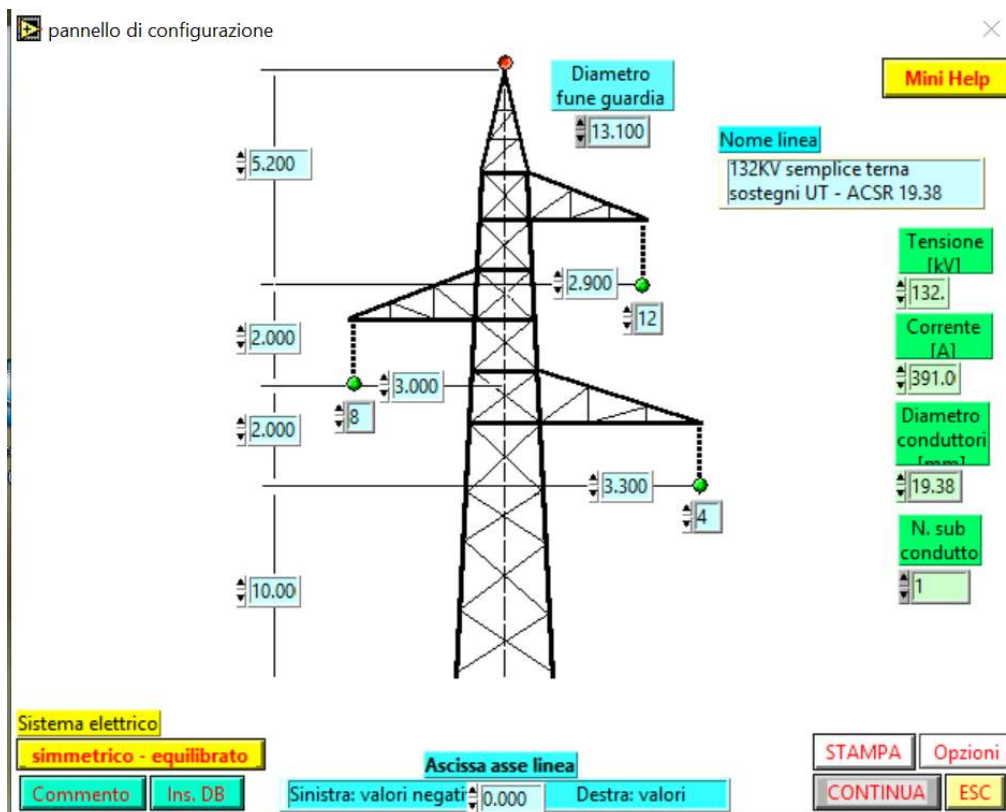 pannello di configurazione
Diametro
fune guardia
13.100
Mini Help
Nome linea
132KV semplice terna
sostegni UT - ACSR 19.38
5.200
2.900
12
2.000
3.000
8
2.000
3.300
4
10.00
Tensione
[kV]
132.
Corrente
[A]
391.0
Diametro
conduttori
[mm]
19.38
N. sub
condutto
1
Sistema elettrico
simmetrico - equilibrato
Commento
Ins. DB
Ascissa asse linea
Sinistra: valori negati
0.000
Destra: valori
STAMPA
Opzioni
CONTINUA
ESC